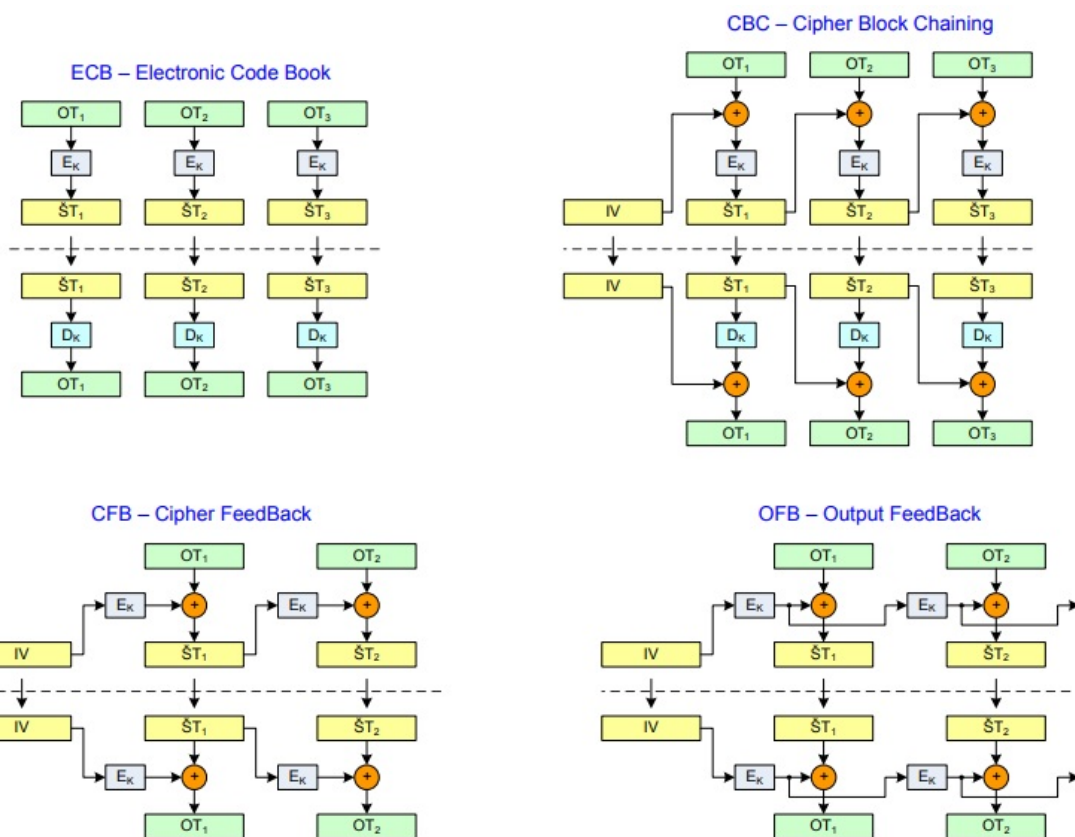 ECB – Electronic Code Book
OT₁ OT₂ OT₃
E_K E_K E_K
ŠT₁ ŠT₂ ŠT₃
ŠT₁ ŠT₂ ŠT₃
D_K D_K D_K
OT₁ OT₂ OT₃
CBC – Cipher Block Chaining
OT₁ OT₂ OT₃
+ + +
E_K E_K E_K
IV ŠT₁ ŠT₂ ŠT₃
IV ŠT₁ ŠT₂ ŠT₃
D_K D_K D_K
+ + +
OT₁ OT₂ OT₃
CFB – Cipher FeedBack
OT₁ OT₂
E_K + E_K +
IV ŠT₁ ŠT₂
IV ŠT₁ ŠT₂
E_K + E_K +
OT₁ OT₂
OFB – Output FeedBack
OT₁ OT₂
E_K + E_K +
IV ŠT₁ ŠT₂
IV ŠT₁ ŠT₂
E_K + E_K +
OT₁ OT₂